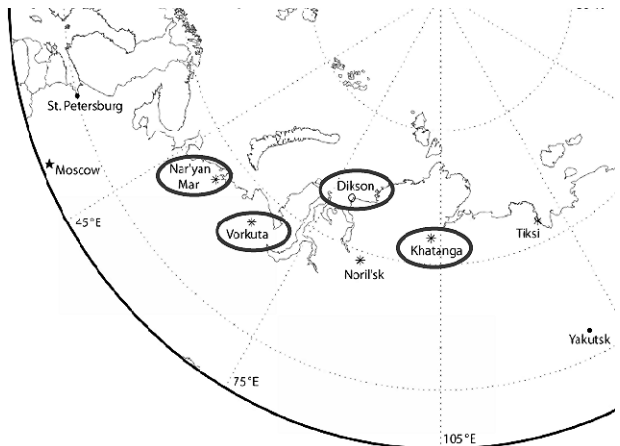 St. Petersburg
Moscow
Nar'yan
Mar
Dikson
45°E
Vorkuta
Khatanga
Tiksi
Noril'sk
Yakutsk
75°E
105°E